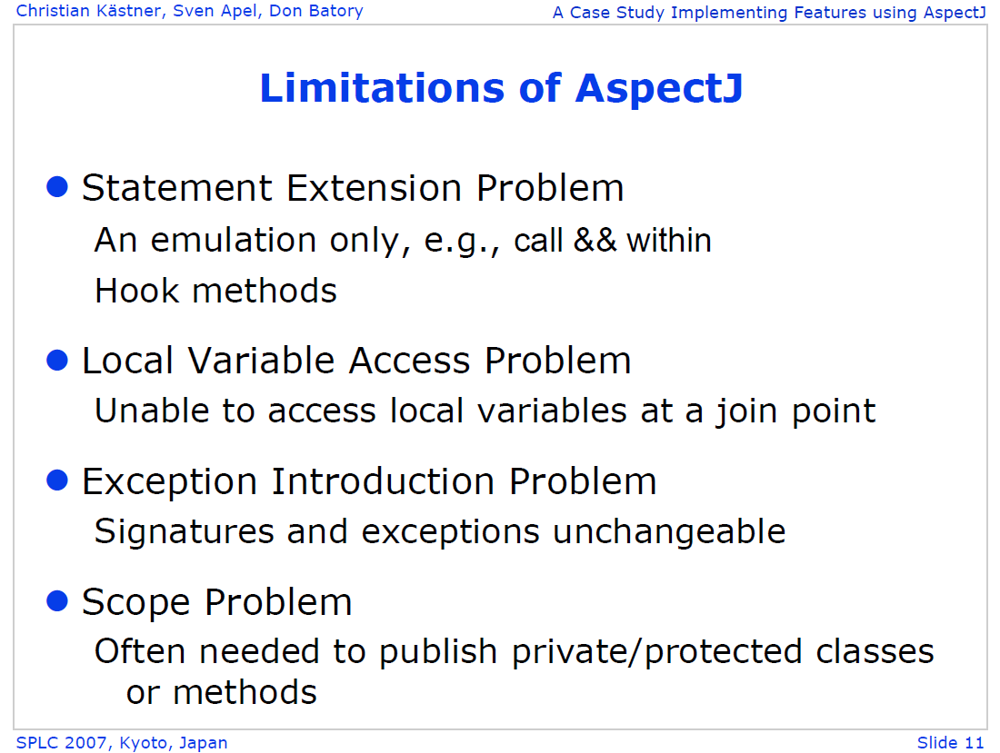 Christian Kästner, Sven Apel, Don Batory
A Case Study Implementing Features using AspectJ
Limitations of AspectJ
● Statement Extension Problem
An emulation only, e.g., call && within
Hook methods
● Local Variable Access Problem
Unable to access local variables at a join point
● Exception Introduction Problem
Signatures and exceptions unchangeable
● Scope Problem
Often needed to publish private/protected classes
or methods
SPLC 2007, Kyoto, Japan
Slide 11